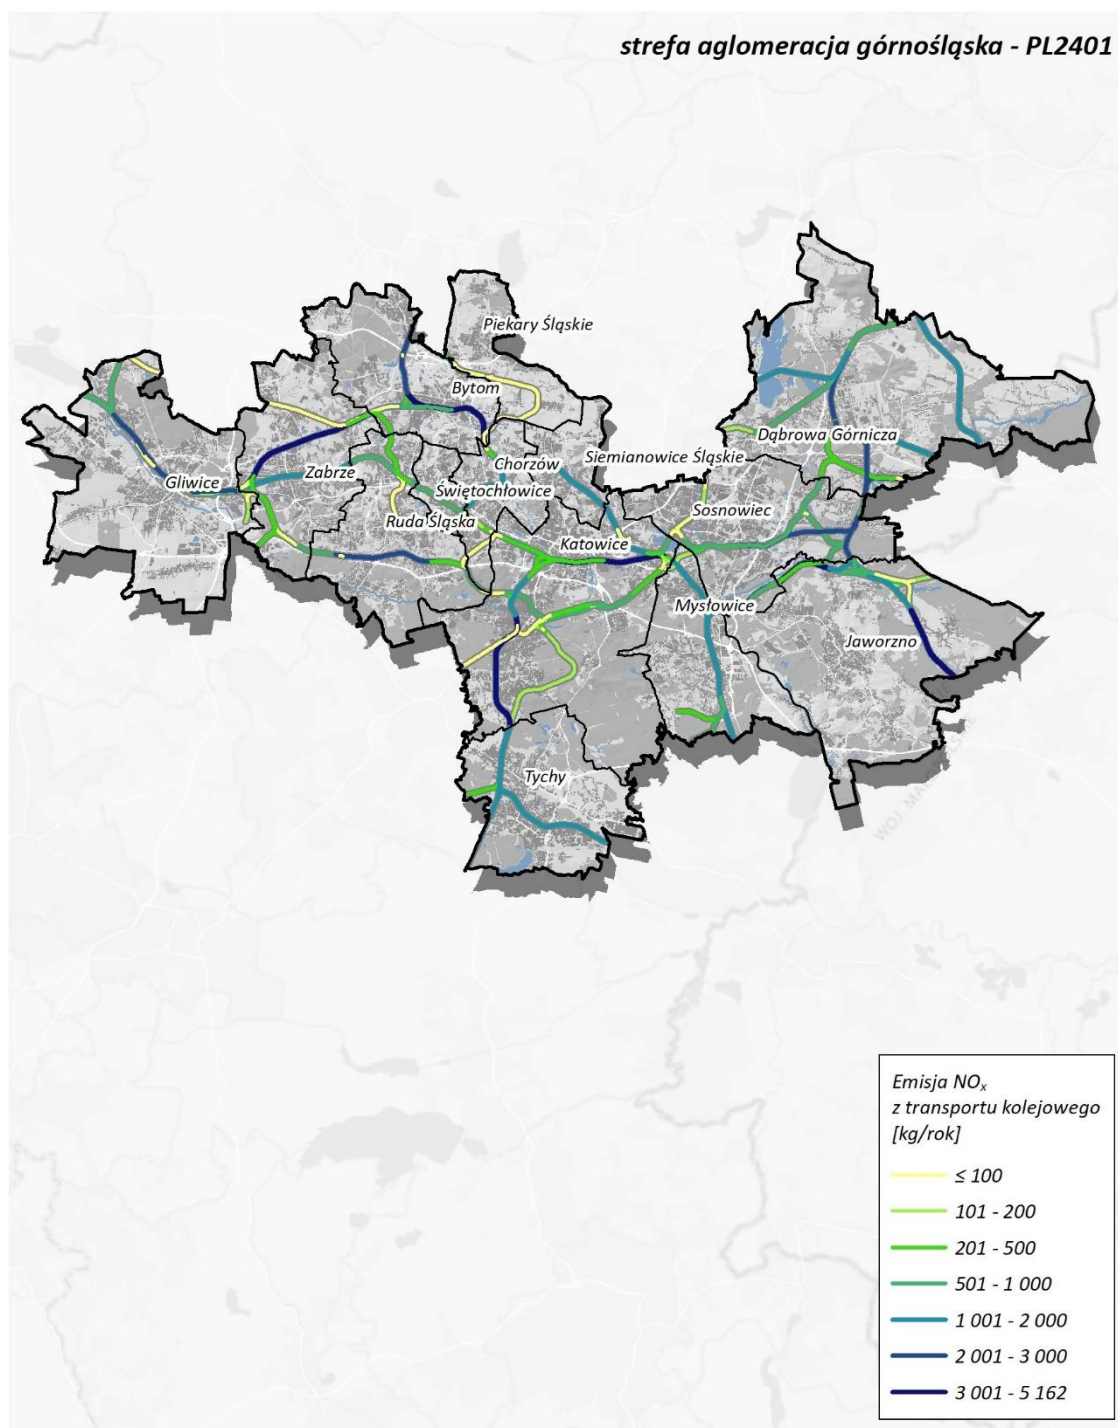 strefa aglomeracja górnośląska - PL2401
Piekary Śląskie
Bytom
Dąbrowa Górnicza
Chorzów
Siemianowice Śląskie
Zabrze
Gliwice
Świętochłowice
Sosnowiec
Ruda Śląska
Katowice
Mysłowice
Jaworzno
Tychy
Emisja NOₓ
z transportu kolejowego
[kg/rok]
≤ 100
101 - 200
201 - 500
501 - 1 000
1 001 - 2 000
2 001 - 3 000
3 001 - 5 162